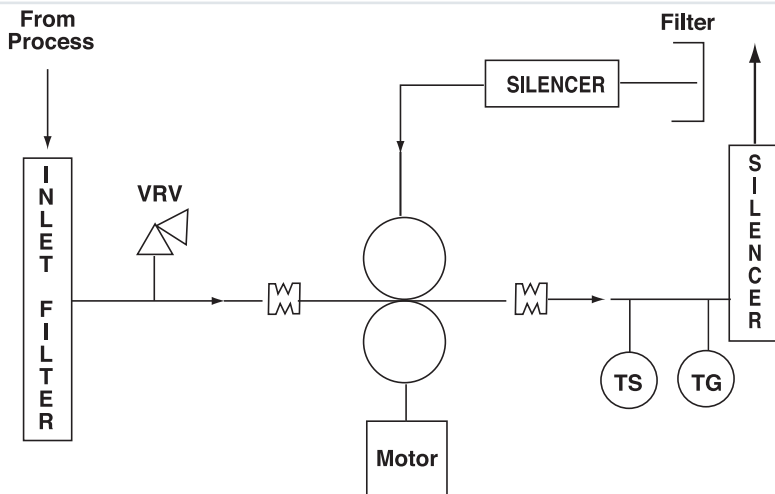 From
Process
INLET FILTER
VRV
SILENCER
Filter
SILENCER
TS
TG
Motor